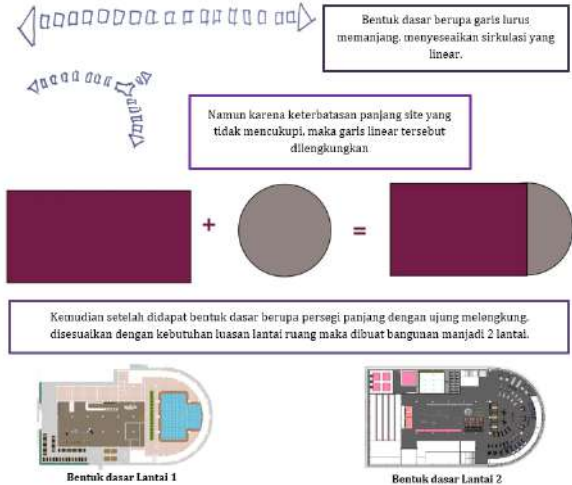 Bentuk dasar berupa garis lurus
memanjang, menyeseaikan sirkulasi yang
linear.
Namun karena keterbatasan panjang site yang
tidak mencukupi, maka garis linear tersebut
dilengkungkan
+
=
Kemudian setelah didapat bentuk dasar berupa persegi panjang dengan ujung melengkung,
disesuaikan dengan kebutuhan luasan lantai ruang maka dibuat bangunan manjadi 2 lantai.
Bentuk dasar Lantai 1
Bentuk dasar Lantai 2